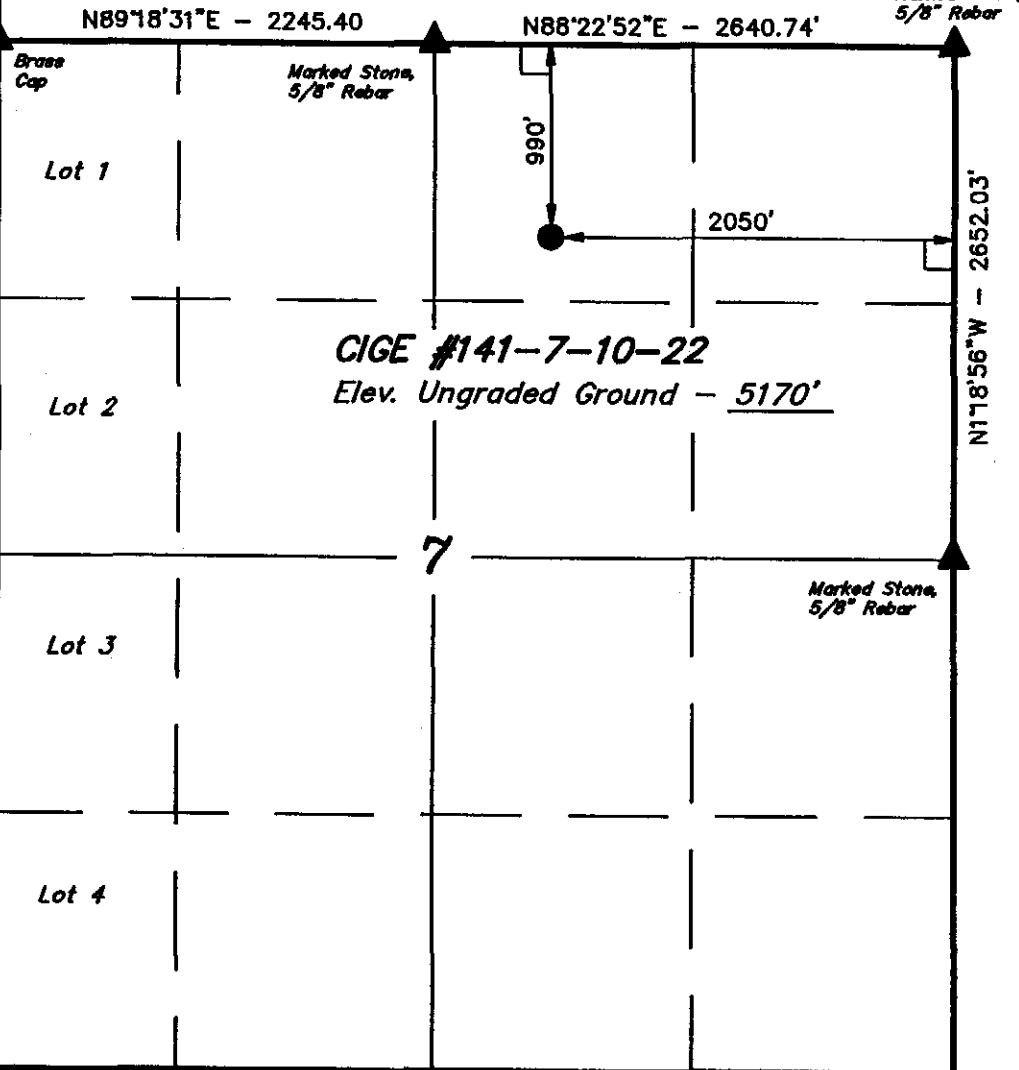 N89°18'31"E - 2245.40
N88°22'52"E - 2640.74'
5/8" Rebar
Brass
Cap
Marked Stone,
5/8" Rebar
Lot 1
990'
2050'
N1°18'56"W - 2652.03'
CIGE #141-7-10-22
Elev. Ungraded Ground - 5170'
Lot 2
7
Marked Stone,
5/8" Rebar
Lot 3
Lot 4